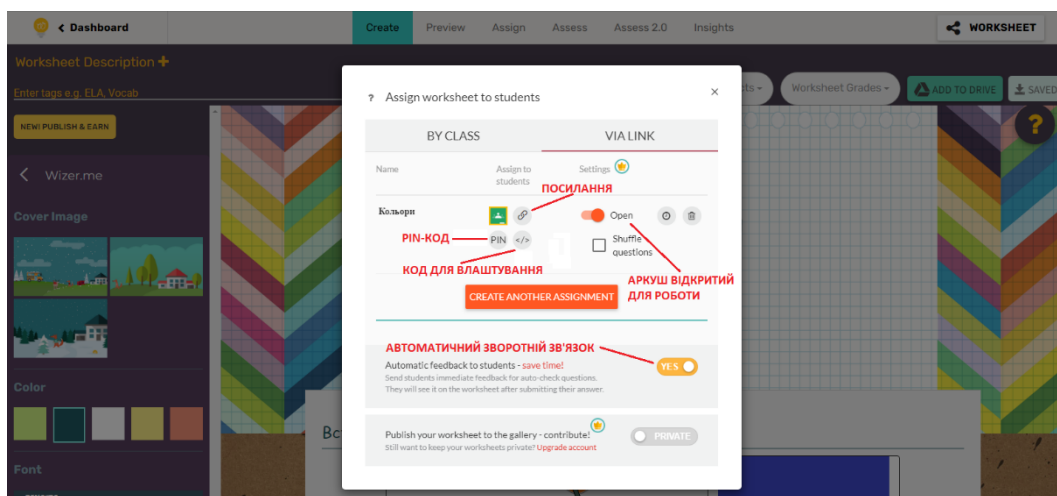 < Dashboard
Create Preview Assign Assess Assess 2.0 Insights
WORKSHEET
Worksheet Description +
Enter tags e.g. ELA, Vocab
Worksheet Grades
ADD TO DRIVE
SAVED
NEW! PUBLISH & EARN
?
Wizer.me
Cover Image
Color
Font
? Assign worksheet to students ×
BY CLASS VIA LINK
Name Assign to students Settings
ПОСИЛАННЯ
Кольори Open
PIN-КОД PIN </> Shuffle questions
КОД ДЛЯ ВЛАШТУВАННЯ
АРКУШ ВІДКРИТИЙ
ДЛЯ РОБОТИ
CREATE ANOTHER ASSIGNMENT
АВТОМАТИЧНИЙ ЗВОРОТНІЙ ЗВ'ЯЗОК
Automatic feedback to students - save time! YES
Send students immediate feedback for auto-check questions.
They will see it on the worksheet after submitting their answer.
Publish your worksheet to the gallery - contribute! PRIVATE
Still want to keep your worksheets private? Upgrade account